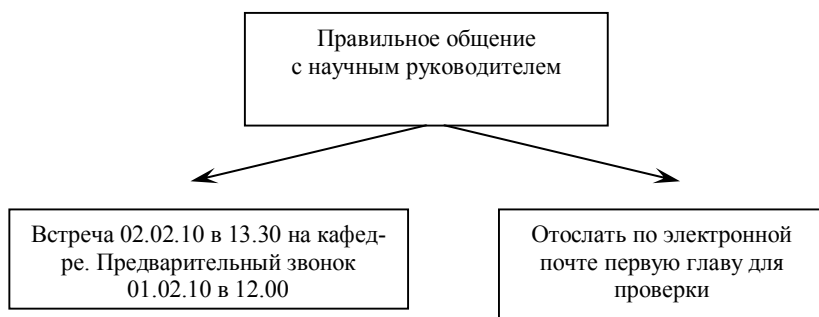 Правильное общение
с научным руководителем
Встреча 02.02.10 в 13.30 на кафед-
ре. Предварительный звонок
01.02.10 в 12.00
Отослать по электронной
почте первую главу для
проверки